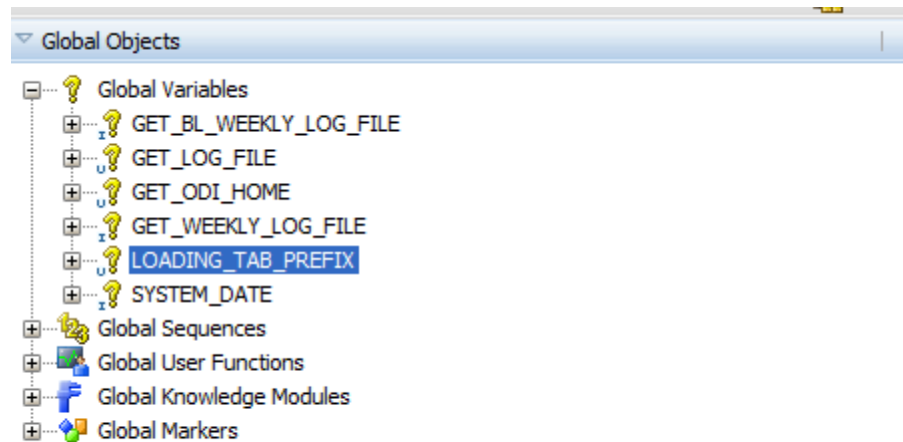 Global Objects
Global Variables
GET_BL_WEEKLY_LOG_FILE
GET_LOG_FILE
GET_ODI_HOME
GET_WEEKLY_LOG_FILE
LOADING_TAB_PREFIX
SYSTEM_DATE
Global Sequences
Global User Functions
Global Knowledge Modules
Global Markers